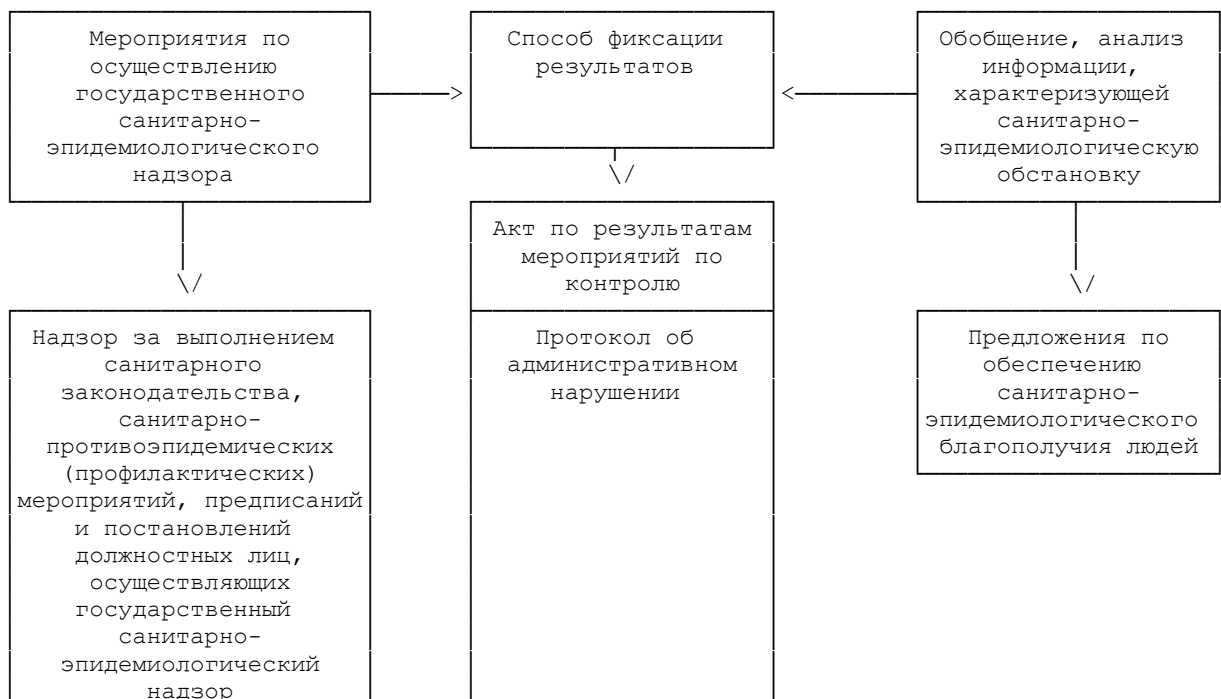 Мероприятия по
осуществлению
государственного
санитарно-
эпидемиологического
надзора
Способ фиксации
результатов
Обобщение, анализ
информации,
характеризующей
санитарно-
эпидемиологическую
обстановку
Акт по результатам
мероприятий по
контролю
Надзор за выполнением
санитарного
законодательства,
санитарно-
противоэпидемических
(профилактических)
мероприятий, предписаний
и постановлений
должностных лиц,
осуществляющих
государственный
санитарно-
эпидемиологический
надзор
Протокол об
административном
нарушении
Предложения по
обеспечению
санитарно-
эпидемиологического
благополучия людей